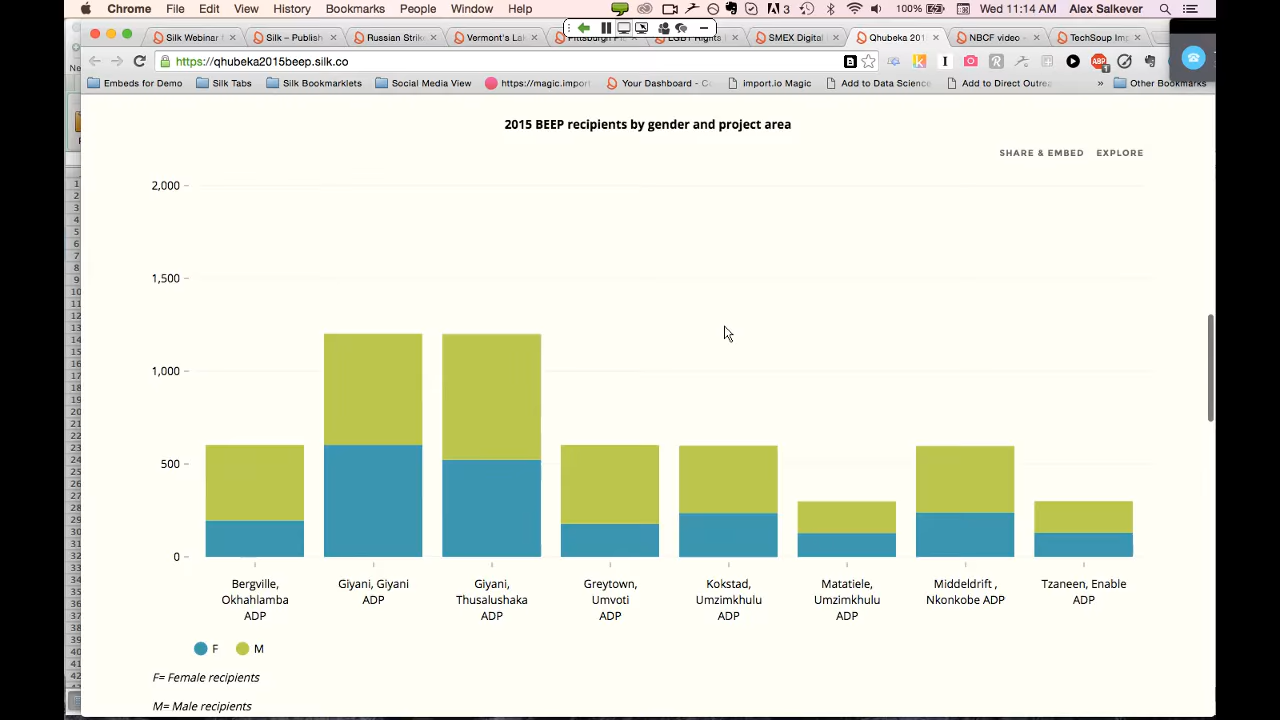 Chrome File Edit View History Bookmarks People Window Help 3 100% Wed 11:14 AM Alex Salkever
Silk Webinar Silk – Publish Russian Strike Vermont's La SMEX Digital Qhubeka 201 NBCF video - TechSoup Imp
https://qhubeka2015beep.silk.co
Embeds for Demo Silk Tabs Silk Bookmarklets Social Media View https://magic.import Your Dashboard - import.io Magic Add to Data Science Add to Direct Outrea » Other Bookmarks
2015 BEEP recipients by gender and project area
SHARE & EMBED EXPLORE
2,000
1,500
1,000
500
0
Bergville, Okhahlamba ADP
Giyani, Giyani ADP
Giyani, Thusalushaka ADP
Greytown, Umvoti ADP
Kokstad, Umzimkhulu ADP
Matatiele, Umzimkhulu ADP
Middeldrift , Nkonkobe ADP
Tzaneen, Enable ADP
F M
F= Female recipients
M= Male recipients